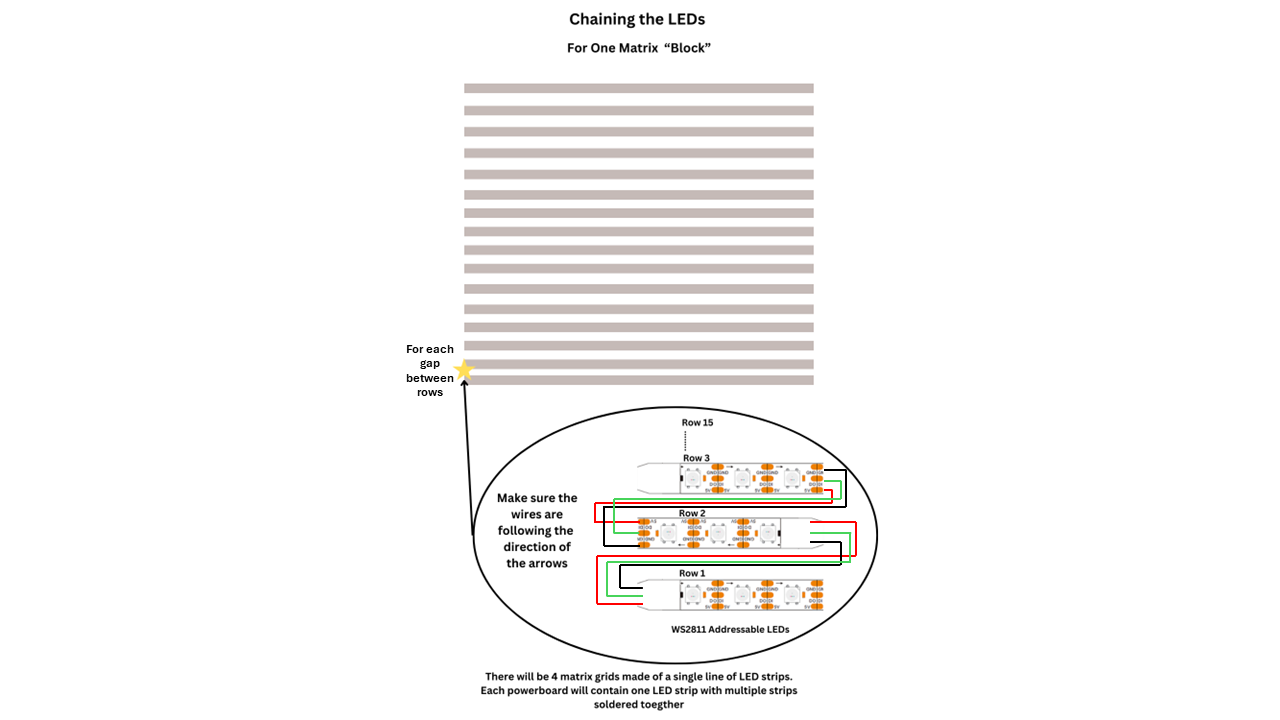 Chaining the LEDs
For One Matrix “Block”
For each
gap
between
rows
Row 15
Row 3
Make sure the
wires are
following the
direction of
the arrows
Row 2
Row 1
WS2811 Addressable LEDs
There will be 4 matrix grids made of a single line of LED strips.
Each powerboard will contain one LED strip with multiple strips
soldered toegther